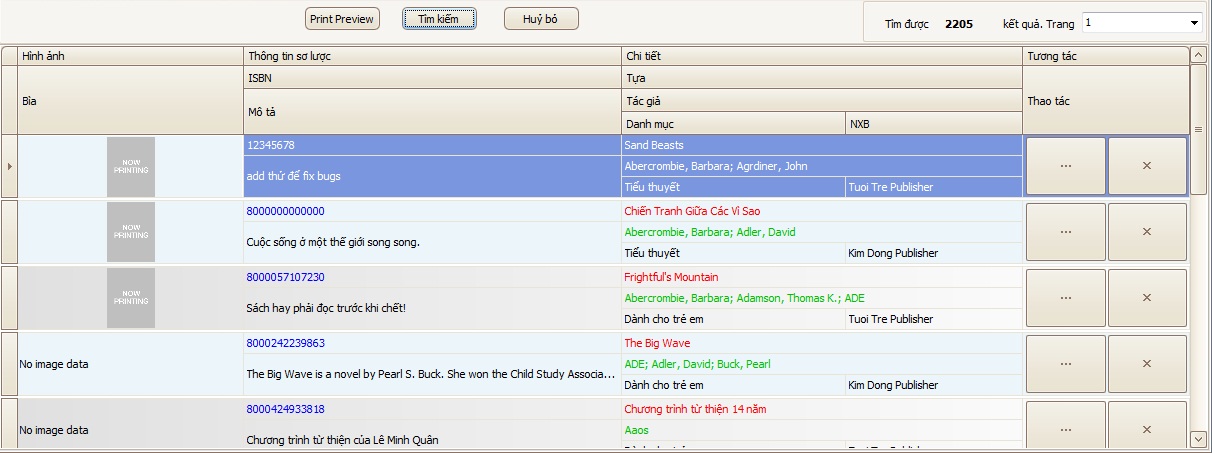 Print Preview Tìm kiếm Huỷ bỏ Tìm được 2205 kết quả. Trang 1
Hình ảnh Thông tin sơ lược Chi tiết Tương tác
ISBN Tựa
Bìa Mô tả Tác giả Thao tác
Danh mục NXB
NOW PRINTING
12345678 Sand Beasts
add thử để fix bugs Abercrombie, Barbara; Agrdiner, John
Tiểu thuyết Tuoi Tre Publisher
... ×
NOW PRINTING
8000000000000 Chiến Tranh Giữa Các Vì Sao
Cuộc sống ở một thế giới song song. Abercrombie, Barbara; Adler, David
Tiểu thuyết Kim Dong Publisher
... ×
NOW PRINTING
8000057107230 Frightful's Mountain
Sách hay phải đọc trước khi chết! Abercrombie, Barbara; Adamson, Thomas K.; ADE
Dành cho trẻ em Tuoi Tre Publisher
... ×
No image data
8000242239863 The Big Wave
The Big Wave is a novel by Pearl S. Buck. She won the Child Study Associa... ADE; Adler, David; Buck, Pearl
Dành cho trẻ em Kim Dong Publisher
... ×
No image data
8000424933818 Chương trình từ thiện 14 năm
Chương trình từ thiện của Lê Minh Quân Aaos
... ×